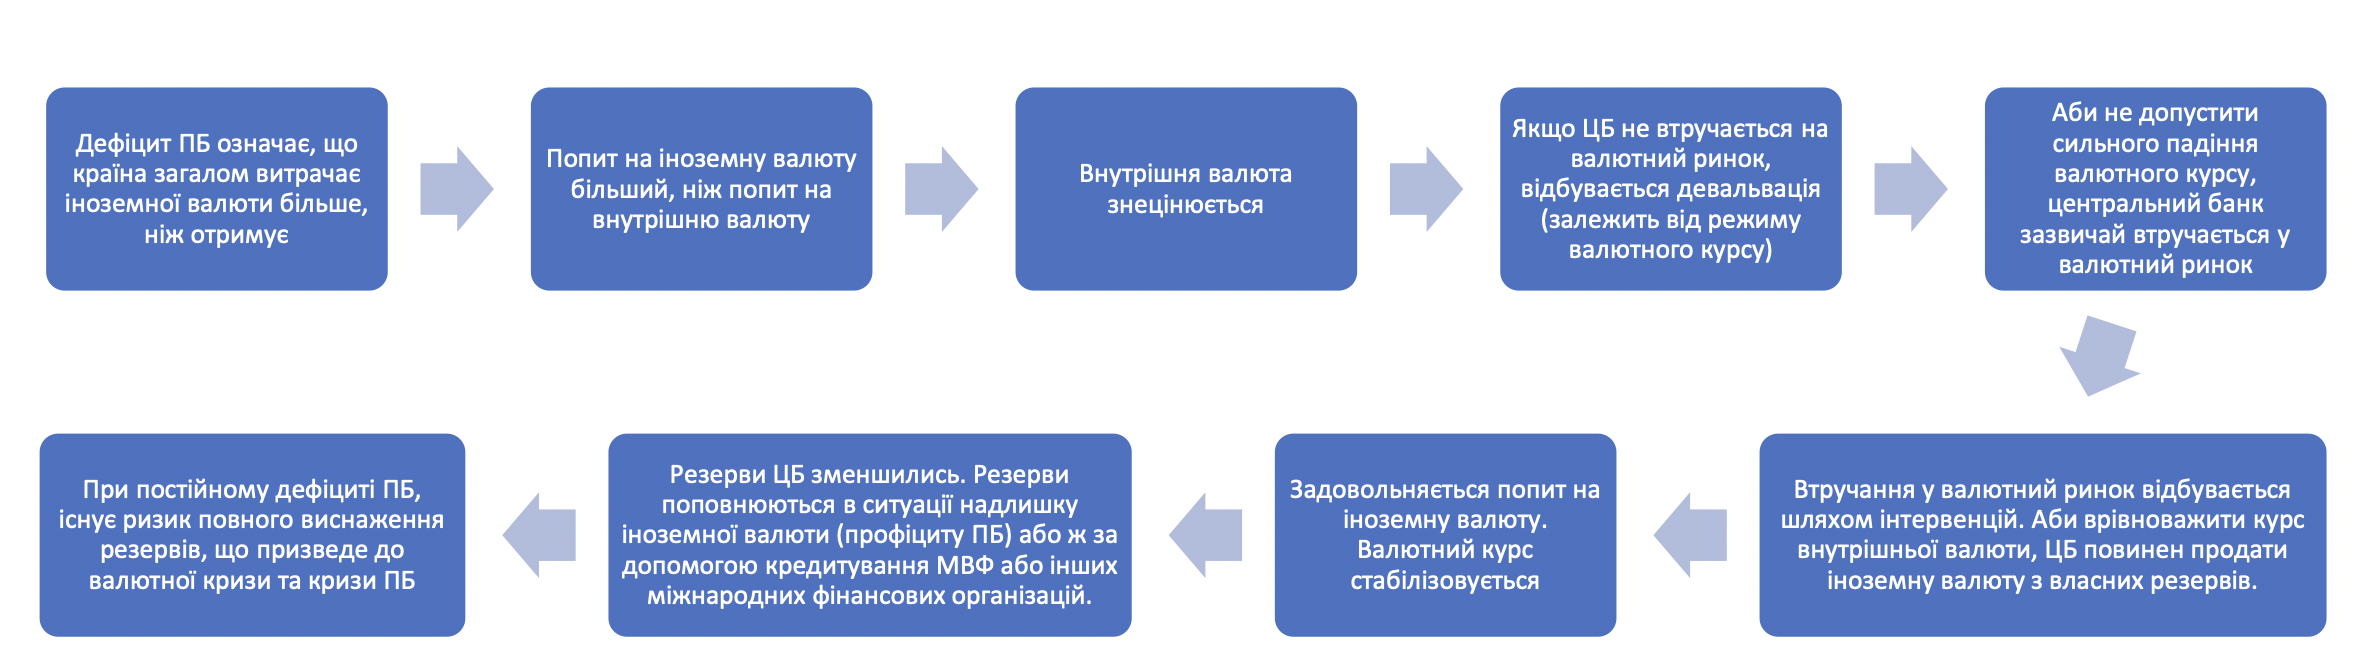 Дефіцит ПБ означає, що
країна загалом витрачає
іноземної валюти більше,
ніж отримує
Попит на іноземну валюту
більший, ніж попит на
внутрішню валюту
Внутрішня валюта
знецінюється
Якщо ЦБ не втручається на
валютний ринок,
відбувається девальвація
(залежить від режиму
валютного курсу)
Аби не допустити
сильного падіння
валютного курсу,
центральний банк
зазвичай втручається у
валютний ринок
Втручання у валютний ринок відбувається
шляхом інтервенцій. Аби врівноважити курс
внутрішньої валюти, ЦБ повинен продати
іноземну валюту з власних резервів.
Задовольняється попит на
іноземну валюту.
Валютний курс
стабілізовується
Резерви ЦБ зменшились. Резерви
поповнюються в ситуації надлишку
іноземної валюти (профіциту ПБ) або ж за
допомогою кредитування МВФ або інших
міжнародних фінансових організацій.
При постійному дефіциті ПБ,
існує ризик повного виснаження
резервів, що призведе до
валютної кризи та кризи ПБ